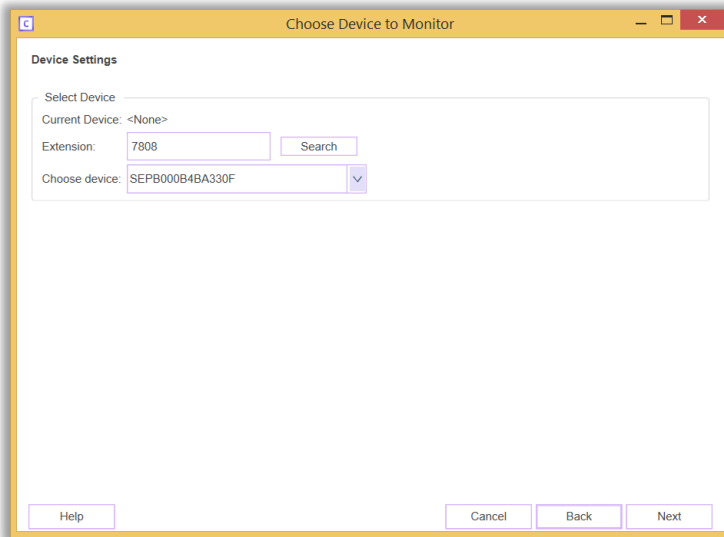 C
Choose Device to Monitor
Device Settings
Select Device
Current Device: <None>
Extension: 7808 Search
Choose device: SEPB000B4BA330F
Help Cancel Back Next